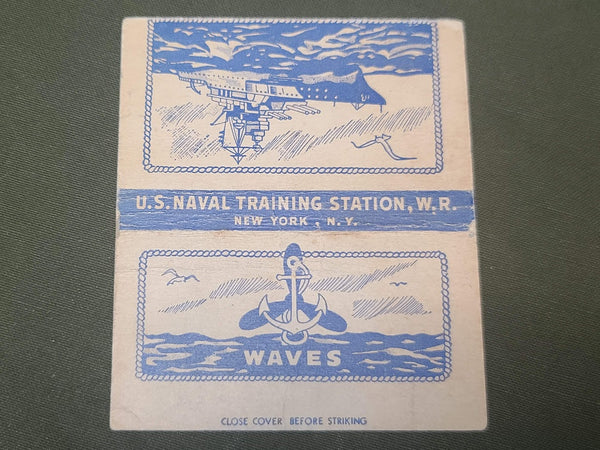 U.S. NAVAL TRAINING STATION, W.R.
NEW YORK, N.Y.
WAVES
CLOSE COVER BEFORE STRIKING